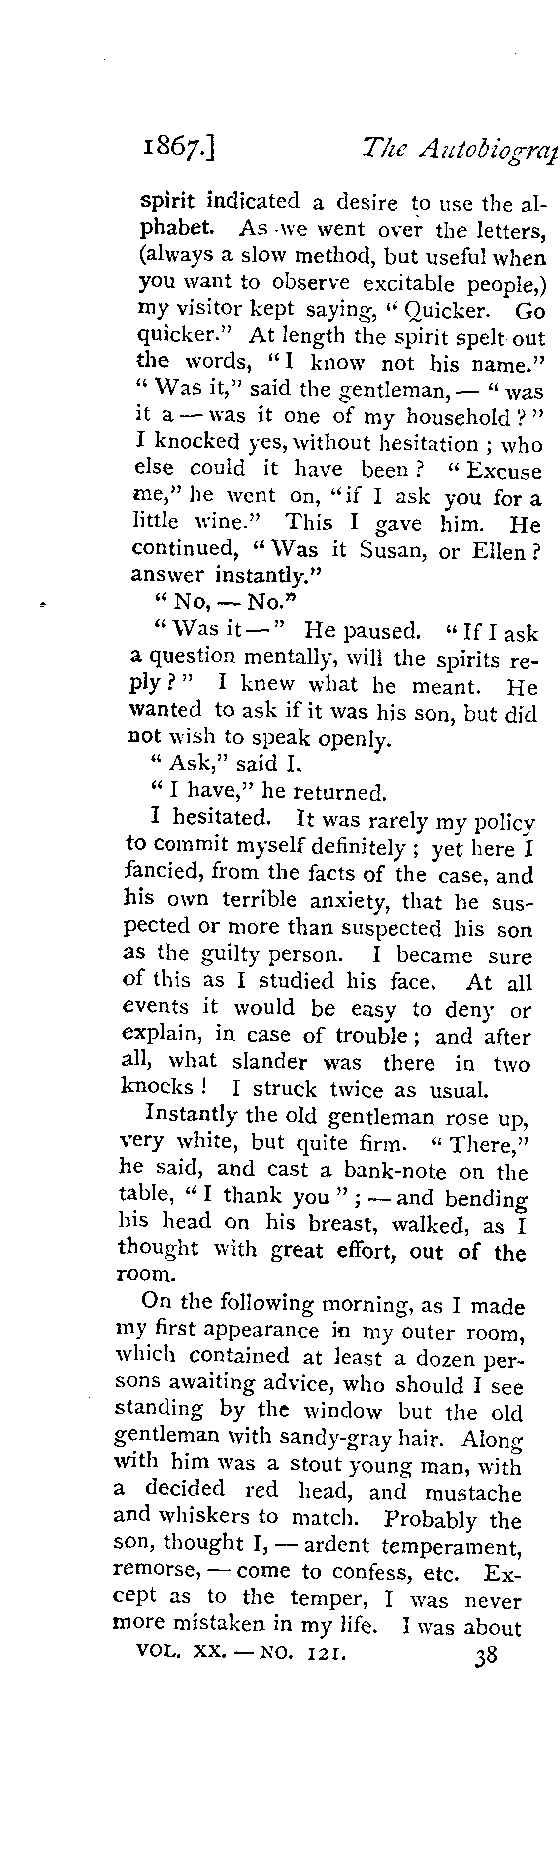 1867.] The Autobiograp
spirit indicated a desire to use the al-
phabet. As we went over the letters,
(always a slow method, but useful when
you want to observe excitable people,)
my visitor kept saying, “Quicker. Go
quicker.” At length the spirit spelt out
the words, “I know not his name.”
“Was it,” said the gentleman, — “was
it a — was it one of my household?”
I knocked yes, without hesitation; who
else could it have been? “Excuse
me,” he went on, “if I ask you for a
little wine.” This I gave him. He
continued, “Was it Susan, or Ellen?
answer instantly.”
“No, — No.”
“Was it — ” He paused. “If I ask
a question mentally, will the spirits re-
ply?” I knew what he meant. He
wanted to ask if it was his son, but did
not wish to speak openly.
“Ask,” said I.
“I have,” he returned.
I hesitated. It was rarely my policy
to commit myself definitely; yet here I
fancied, from the facts of the case, and
his own terrible anxiety, that he sus-
pected or more than suspected his son
as the guilty person. I became sure
of this as I studied his face. At all
events it would be easy to deny or
explain, in case of trouble; and after
all, what slander was there in two
knocks! I struck twice as usual.
Instantly the old gentleman rose up,
very white, but quite firm. “There,”
he said, and cast a bank-note on the
table, “I thank you”; — and bending
his head on his breast, walked, as I
thought with great effort, out of the
room.
On the following morning, as I made
my first appearance in my outer room,
which contained at least a dozen per-
sons awaiting advice, who should I see
standing by the window but the old
gentleman with sandy-gray hair. Along
with him was a stout young man, with
a decided red head, and mustache
and whiskers to match. Probably the
son, thought I, — ardent temperament,
remorse, — come to confess, etc. Ex-
cept as to the temper, I was never
more mistaken in my life. I was about
VOL. XX. — NO. 121. 38